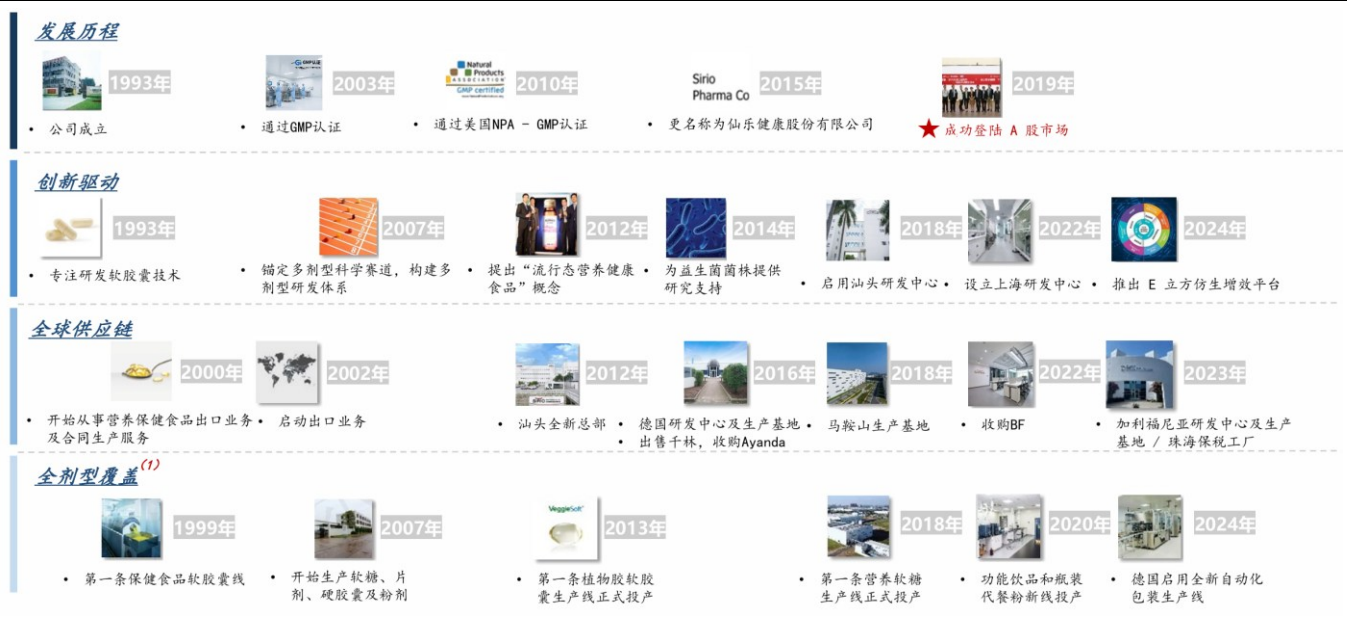 发展历程
1993年
2003年
Natural
Products
ASSOCIATION
GMP certified
2010年
Sirio
Pharma Co
2015年
2019年
• 公司成立
• 通过GMP认证
• 通过美国NPA - GMP认证
• 更名称为仙乐健康股份有限公司
★ 成功登陆 A 股市场
创新驱动
1993年
2007年
2012年
2014年
2018年
2022年
2024年
• 专注研发软胶囊技术
• 锚定多剂型科学赛道，构建多
剂型研发体系
• 提出“流行态营养健康
食品”概念
• 为益生菌菌株提供
研究支持
• 启用汕头研发中心
• 设立上海研发中心
• 推出 E 立方仿生增效平台
全球供应链
2000年
2002年
2012年
2016年
2018年
2022年
2023年
• 开始从事营养保健食品出口业务
及合同生产服务
• 启动出口业务
• 汕头全新总部
• 德国研发中心及生产基地
• 出售千林，收购Ayanda
• 马鞍山生产基地
• 收购BF
• 加利福尼亚研发中心及生产
基地 / 珠海保税工厂
全剂型覆盖(1)
1999年
2007年
VeggieSoft
2013年
2018年
2020年
2024年
• 第一条保健食品软胶囊线
• 开始生产软糖、片
剂、硬胶囊及粉剂
• 第一条植物胶软胶
囊生产线正式投产
• 第一条营养软糖
生产线正式投产
• 功能饮品和瓶装
代餐粉新线投产
• 德国启用全新自动化
包装生产线